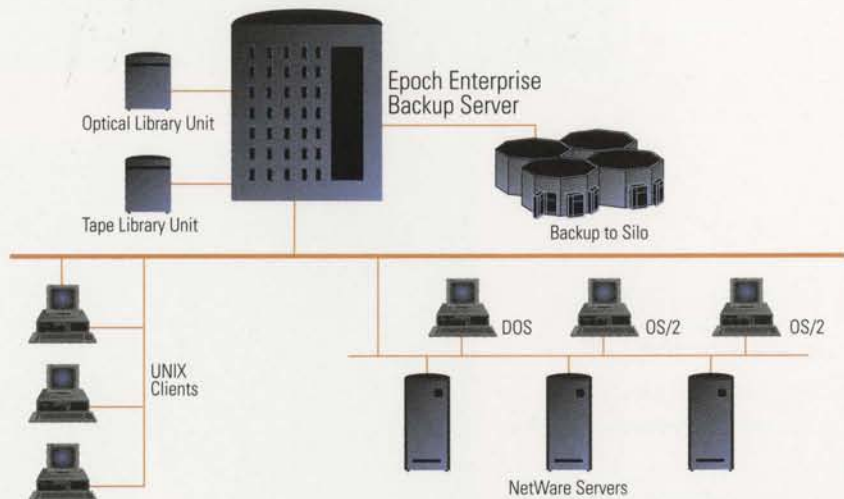 Epoch Enterprise
Backup Server
Optical Library Unit
Tape Library Unit
Backup to Silo
DOS
OS/2
OS/2
UNIX
Clients
NetWare Servers